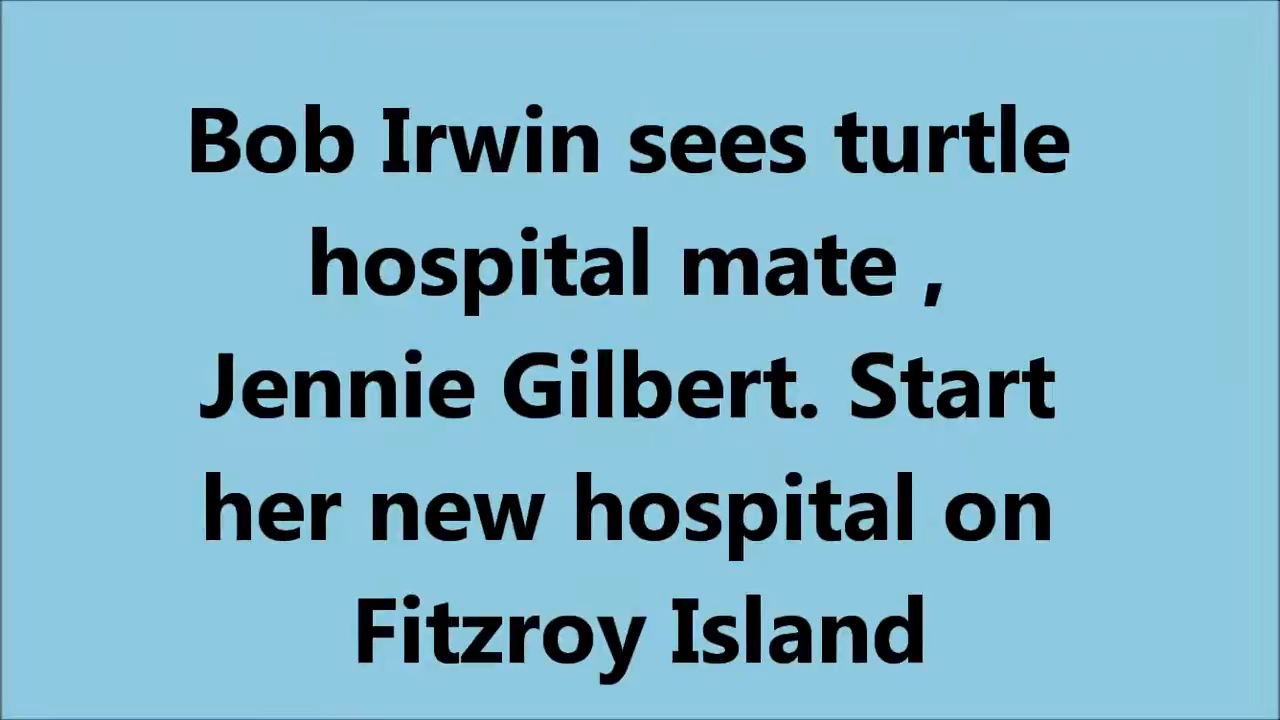 Bob Irwin sees turtle
hospital mate ,
Jennie Gilbert. Start
her new hospital on
Fitzroy Island